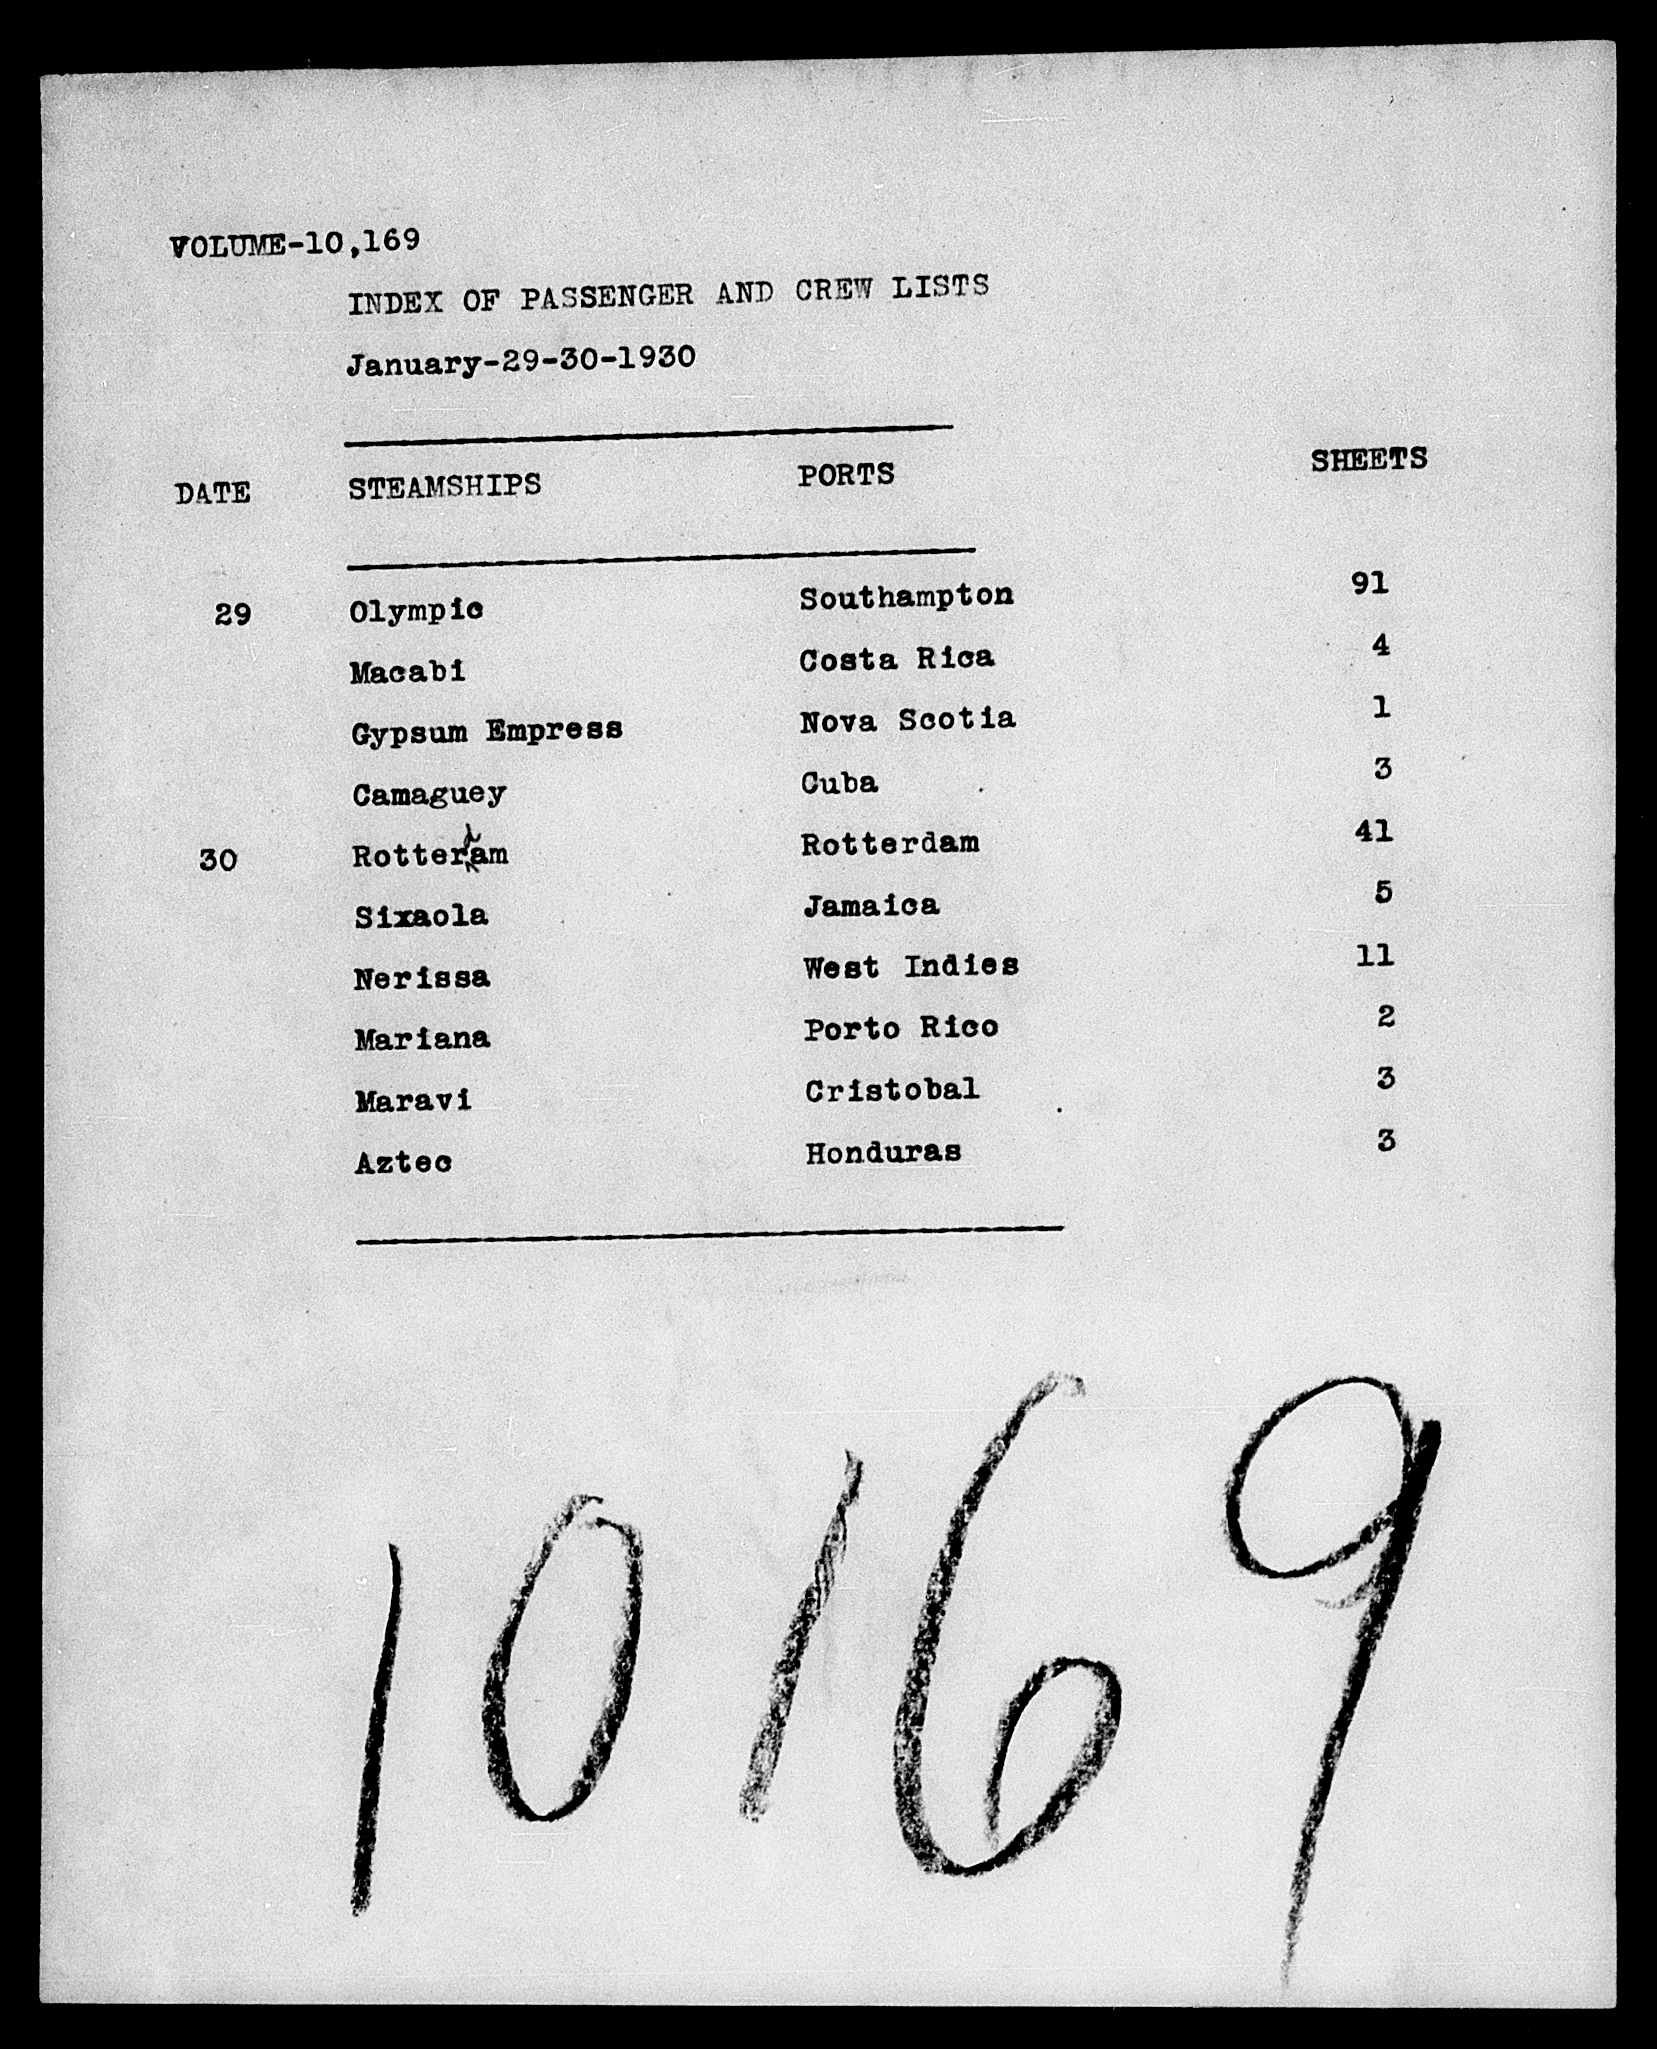 VOLUME-10,169
INDEX OF PASSENGER AND CREW LISTS
January-29-30-1930
DATE STEAMSHIPS PORTS SHEETS
29 Olympic Southampton 91
Macabi Costa Rica 4
Gypsum Empress Nova Scotia 1
Camaguey Cuba 3
30 Rotterdam Rotterdam 41
Sixaola Jamaica 5
Nerissa West Indies 11
Mariana Porto Rico 2
Maravi Cristobal 3
Aztec Honduras 3
10169